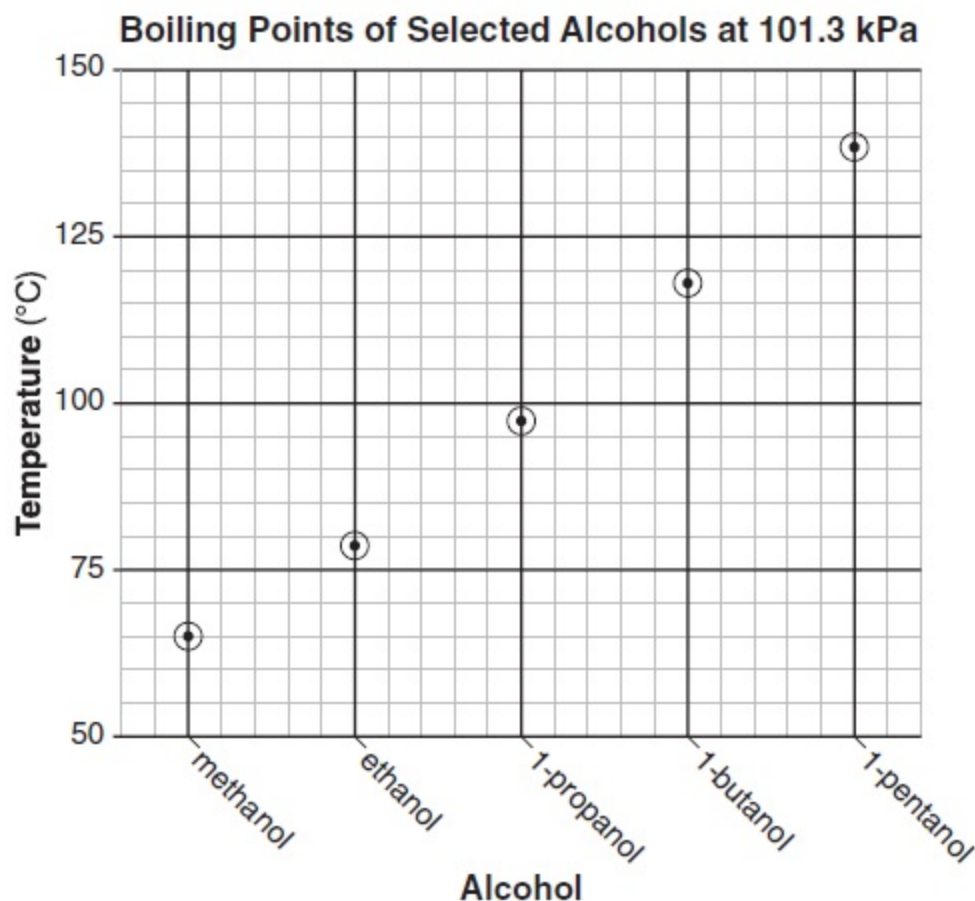 Boiling Points of Selected Alcohols at 101.3 kPa
150
125
100
75
50
Temperature (°C)
methanol
ethanol
1-propanol
1-butanol
1-pentanol
Alcohol